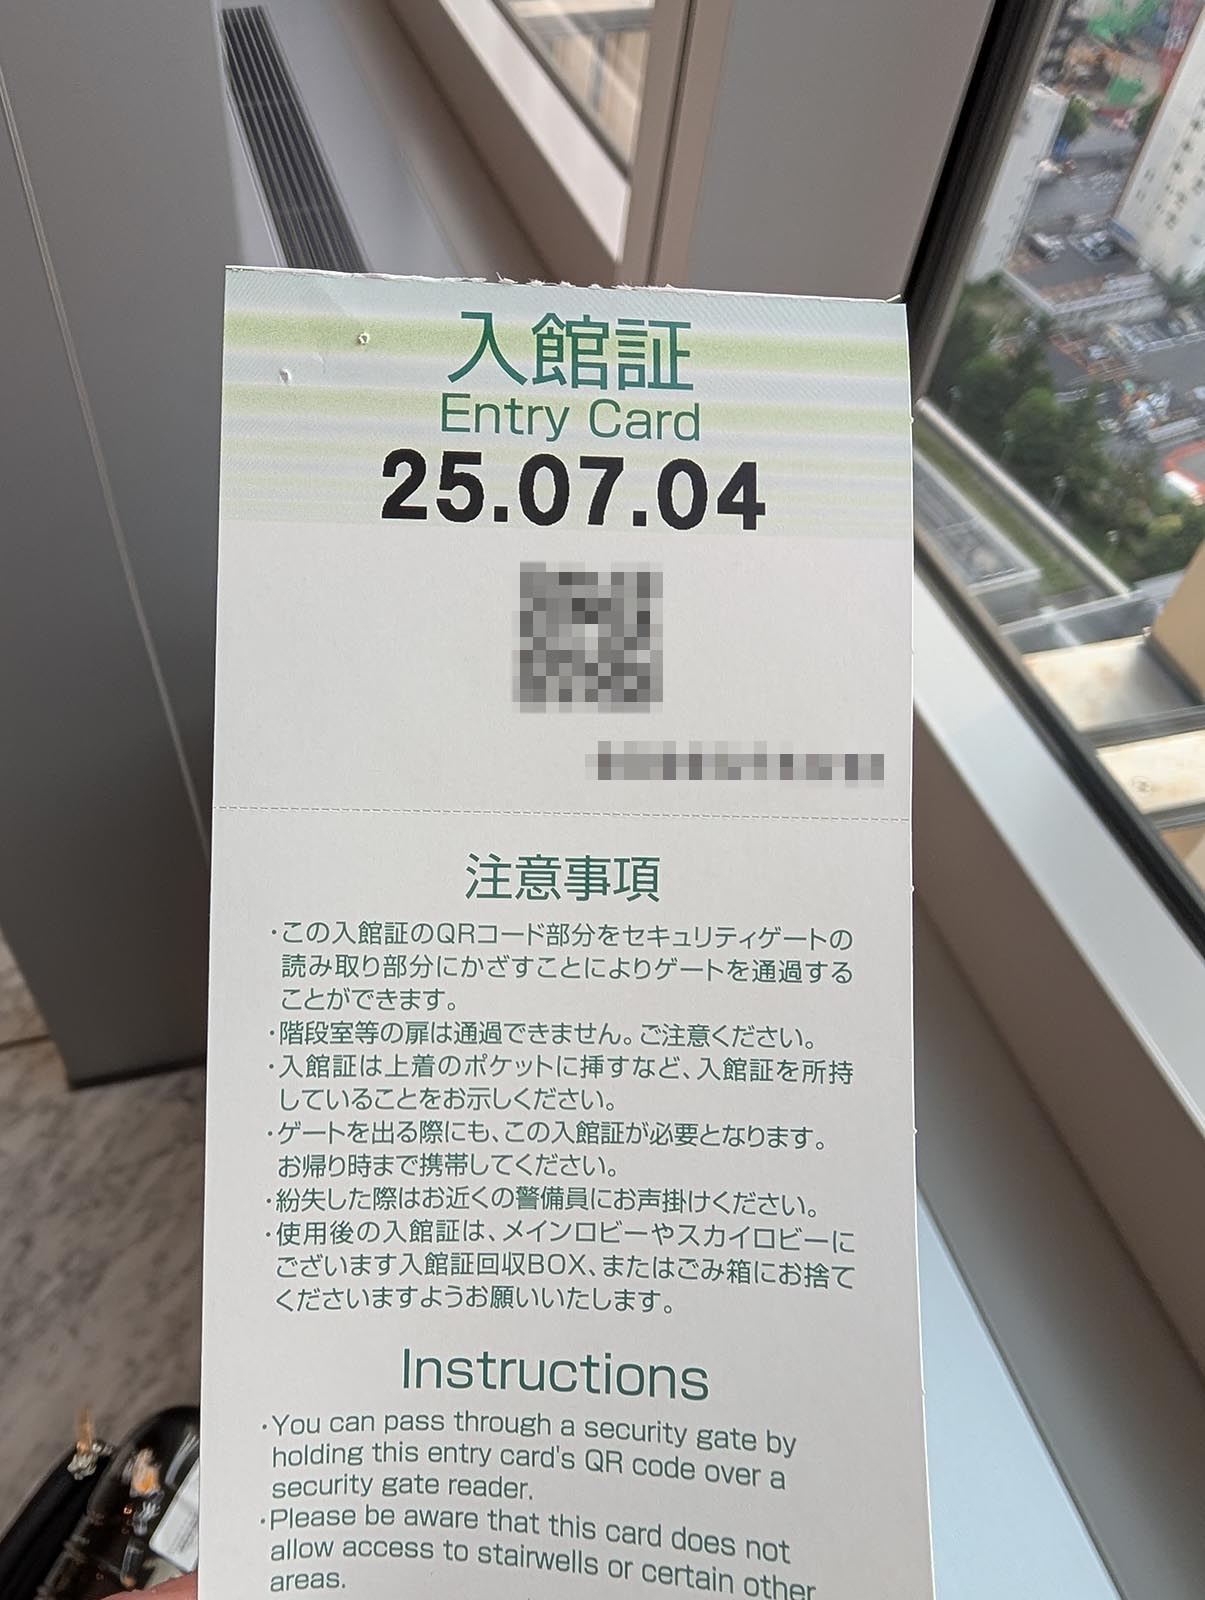 入館証
Entry Card
25.07.04
注意事項
・この入館証のQRコード部分をセキュリティゲートの
読み取り部分にかざすことによりゲートを通過する
ことができます。
・階段室等の扉は通過できません。ご注意ください。
・入館証は上着のポケットに挿すなど、入館証を所持
していることをお示しください。
・ゲートを出る際にも、この入館証が必要となります。
お帰り時まで携帯してください。
・紛失した際はお近くの警備員にお声掛けください。
・使用後の入館証は、メインロビーやスカイロビーに
ございます入館証回収BOX、またはごみ箱にお捨て
くださいますようお願いいたします。
Instructions
・You can pass through a security gate by
holding this entry card's QR code over a
security gate reader.
・Please be aware that this card does not
allow access to stairwells or certain other
areas.